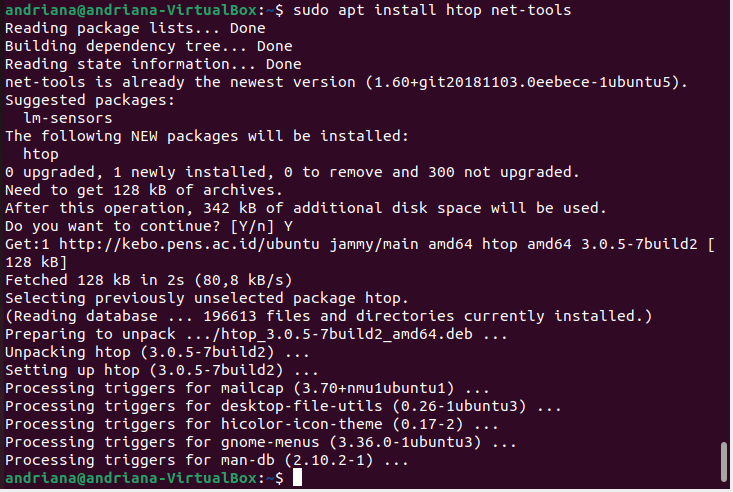 andriana@andriana-VirtualBox:~$ sudo apt install htop net-tools
Reading package lists... Done
Building dependency tree... Done
Reading state information... Done
net-tools is already the newest version (1.60+git20181103.0eebece-1ubuntu5).
Suggested packages:
  lm-sensors
The following NEW packages will be installed:
  htop
0 upgraded, 1 newly installed, 0 to remove and 300 not upgraded.
Need to get 128 kB of archives.
After this operation, 342 kB of additional disk space will be used.
Do you want to continue? [Y/n] Y
Get:1 http://kebo.pens.ac.id/ubuntu jammy/main amd64 htop amd64 3.0.5-7build2 [
128 kB]
Fetched 128 kB in 2s (80,8 kB/s)
Selecting previously unselected package htop.
(Reading database ... 196613 files and directories currently installed.)
Preparing to unpack .../htop_3.0.5-7build2_amd64.deb ...
Unpacking htop (3.0.5-7build2) ...
Setting up htop (3.0.5-7build2) ...
Processing triggers for mailcap (3.70+nmu1ubuntu1) ...
Processing triggers for desktop-file-utils (0.26-1ubuntu3) ...
Processing triggers for hicolor-icon-theme (0.17-2) ...
Processing triggers for gnome-menus (3.36.0-1ubuntu3) ...
Processing triggers for man-db (2.10.2-1) ...
andriana@andriana-VirtualBox:~$